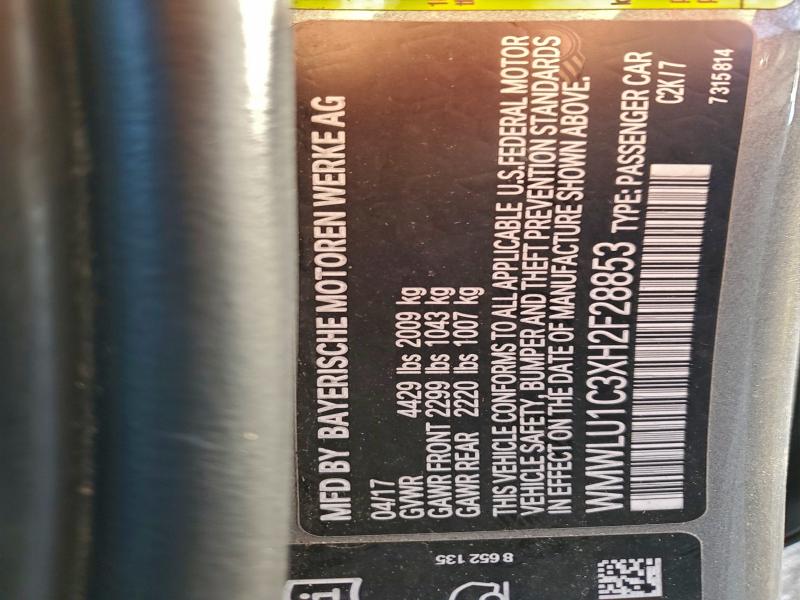 MFD BY BAYERISCHE MOTOREN WERKE AG
04/17
GVWR 4429 lbs 2009 kg
GAWR FRONT 2299 lbs 1043 kg
GAWR REAR 2220 lbs 1007 kg
THIS VEHICLE CONFORMS TO ALL APPLICABLE U.S. FEDERAL MOTOR
VEHICLE SAFETY, BUMPER AND THEFT PREVENTION STANDARDS
IN EFFECT ON THE DATE OF MANUFACTURE SHOWN ABOVE.
WMWLU1C3XH2F28853 TYPE: PASSENGER CAR
C2K/7
7315814
8 652 135